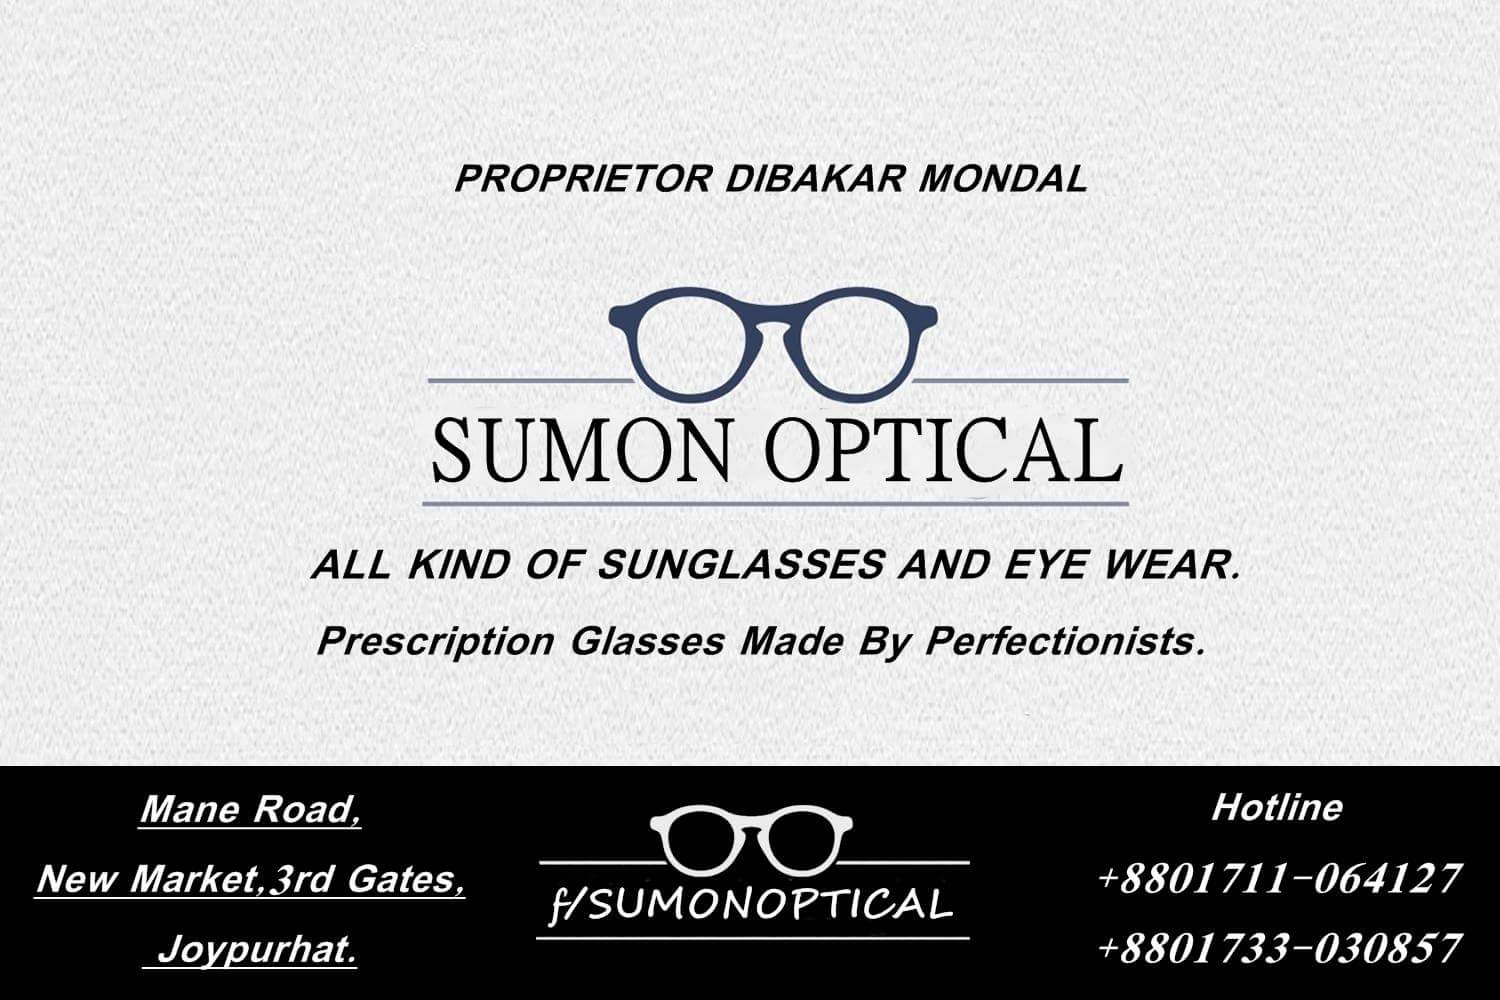 PROPRIETOR DIBAKAR MONDAL
SUMON OPTICAL
ALL KIND OF SUNGLASSES AND EYE WEAR.
Prescription Glasses Made By Perfectionists.
Mane Road,
New Market,3rd Gates,
Joypurhat.
f/SUMONOPTICAL
Hotline
+8801711-064127
+8801733-030857